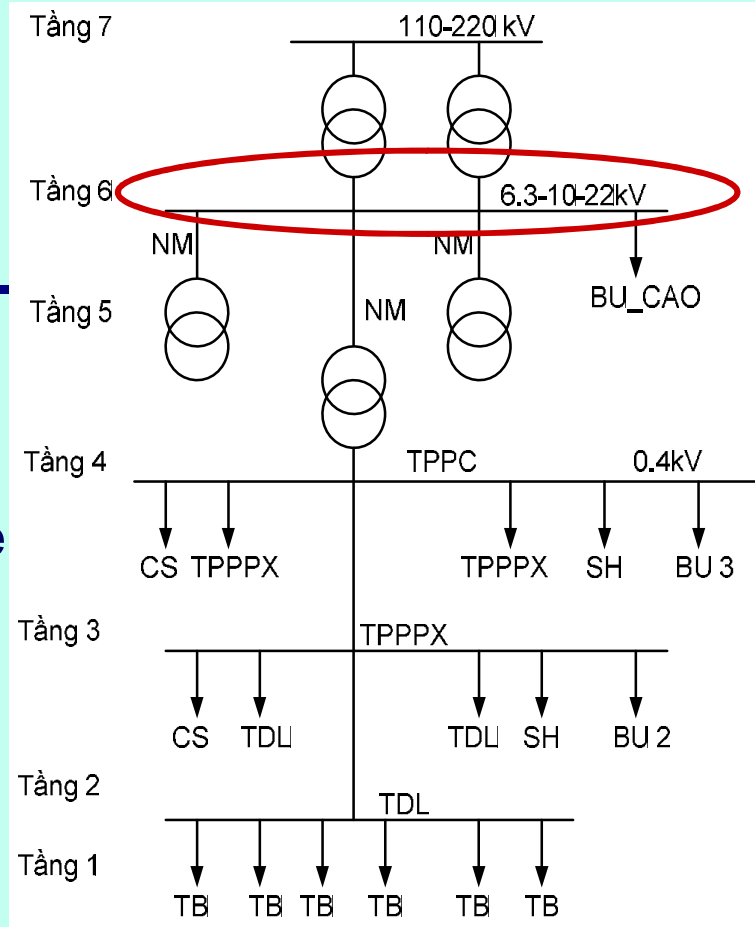 Tầng 7 110-220 kV
Tầng 6 6.3-10-22kV
NM NM
BU_CAO
Tầng 5 NM
Tầng 4 TPPC 0.4kV
CS TPPPX TPPPX SH BU 3
Tầng 3 TPPPX
CS TDL TDL SH BU 2
Tầng 2 TDL
Tầng 1
TB TB TB TB TB TB